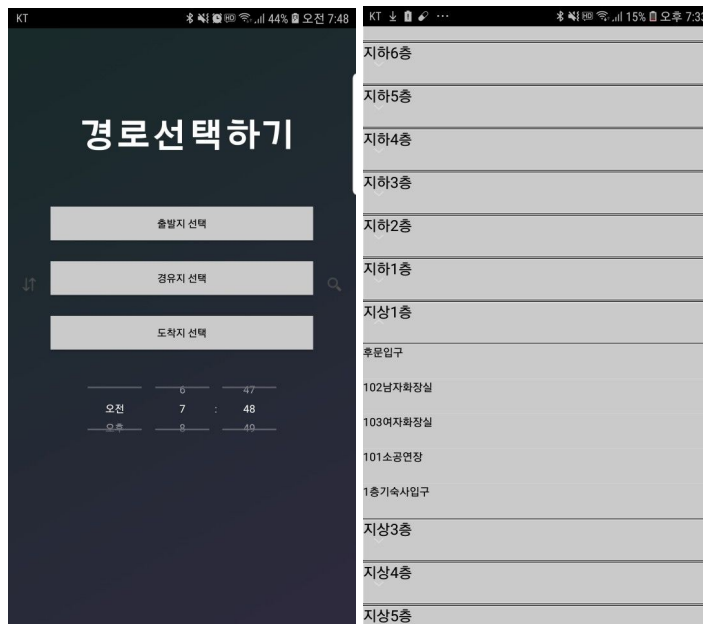 KT 44% 오전 7:48
경로선택하기
출발지 선택
경유지 선택
도착지 선택
6 47
오전 7 : 48
오후 8 49
KT ··· 15% 오후 7:33
지하6층
지하5층
지하4층
지하3층
지하2층
지하1층
지상1층
후문입구
102남자화장실
103여자화장실
101소공연장
1층기숙사입구
지상3층
지상4층
지상5층